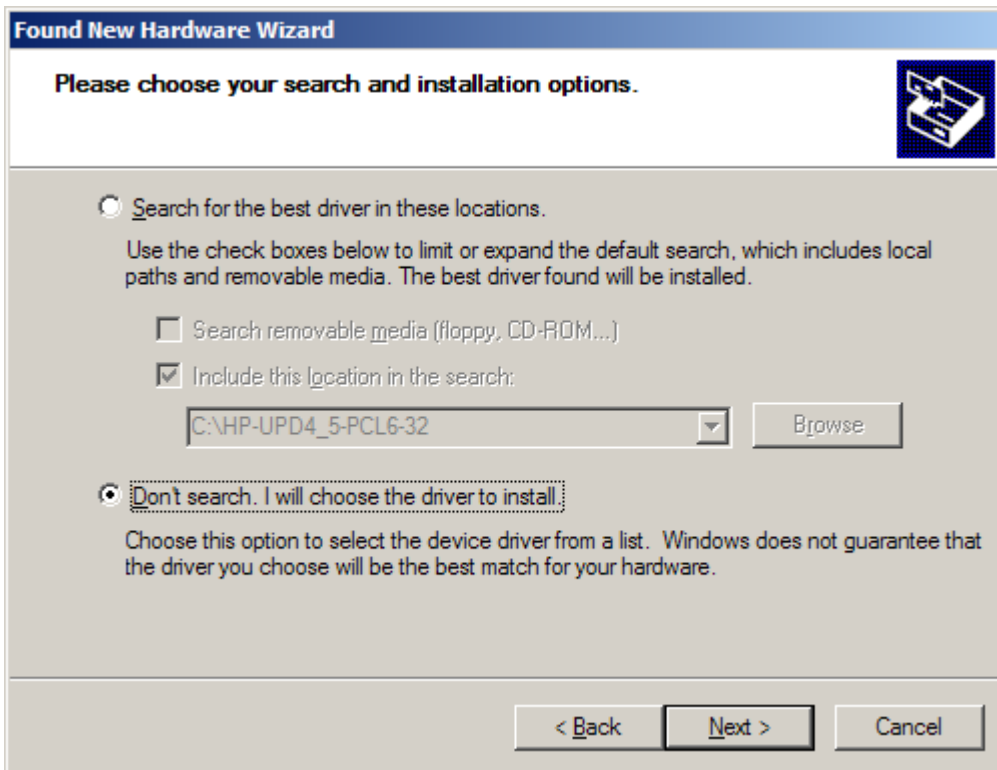 Found New Hardware Wizard
Please choose your search and installation options.
Search for the best driver in these locations.
Use the check boxes below to limit or expand the default search, which includes local
paths and removable media. The best driver found will be installed.
Search removable media (floppy, CD-ROM...)
Include this location in the search:
C:\HP-UPD4_5-PCL6-32
Browse
Don't search. I will choose the driver to install.
Choose this option to select the device driver from a list.  Windows does not guarantee that
the driver you choose will be the best match for your hardware.
< Back Next > Cancel